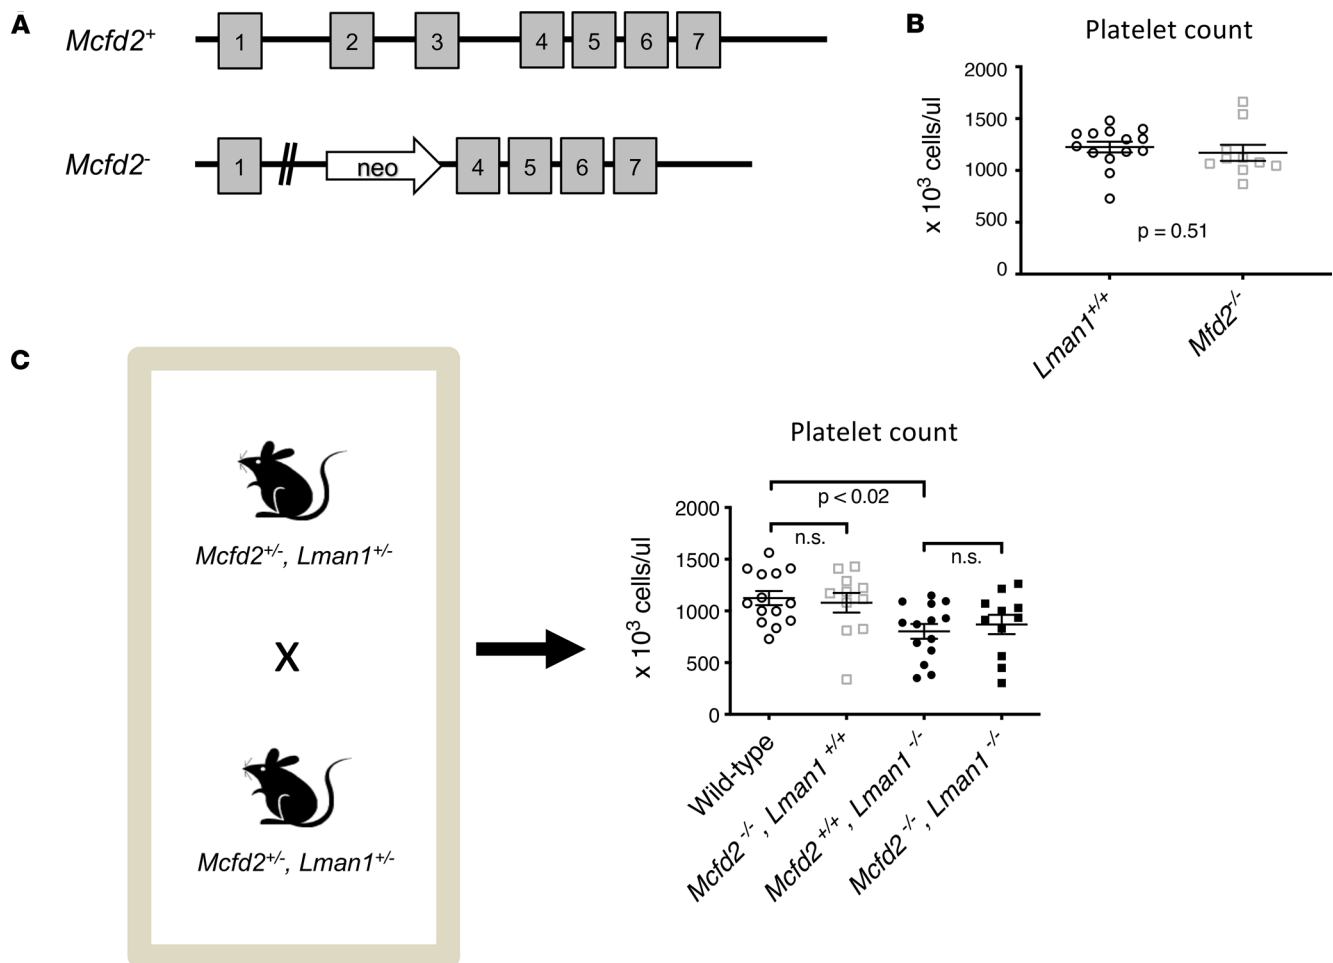 A
Mcfd2+
1 2 3 4 5 6 7
Mcfd2-
1 neo 4 5 6 7
B
Platelet count
x 10³ cells/ul
2000
1500
1000
500
0
p = 0.51
Lman1+/+
Mfd2-/-
C
Mcfd2+/-, Lman1+/-
X
Mcfd2+/-, Lman1+/-
Platelet count
x 10³ cells/ul
2000
1500
1000
500
0
p < 0.02
n.s.
n.s.
Wild-type
Mcfd2-/-, Lman1+/+
Mcfd2+/+, Lman1-/-
Mcfd2-/-, Lman1-/-